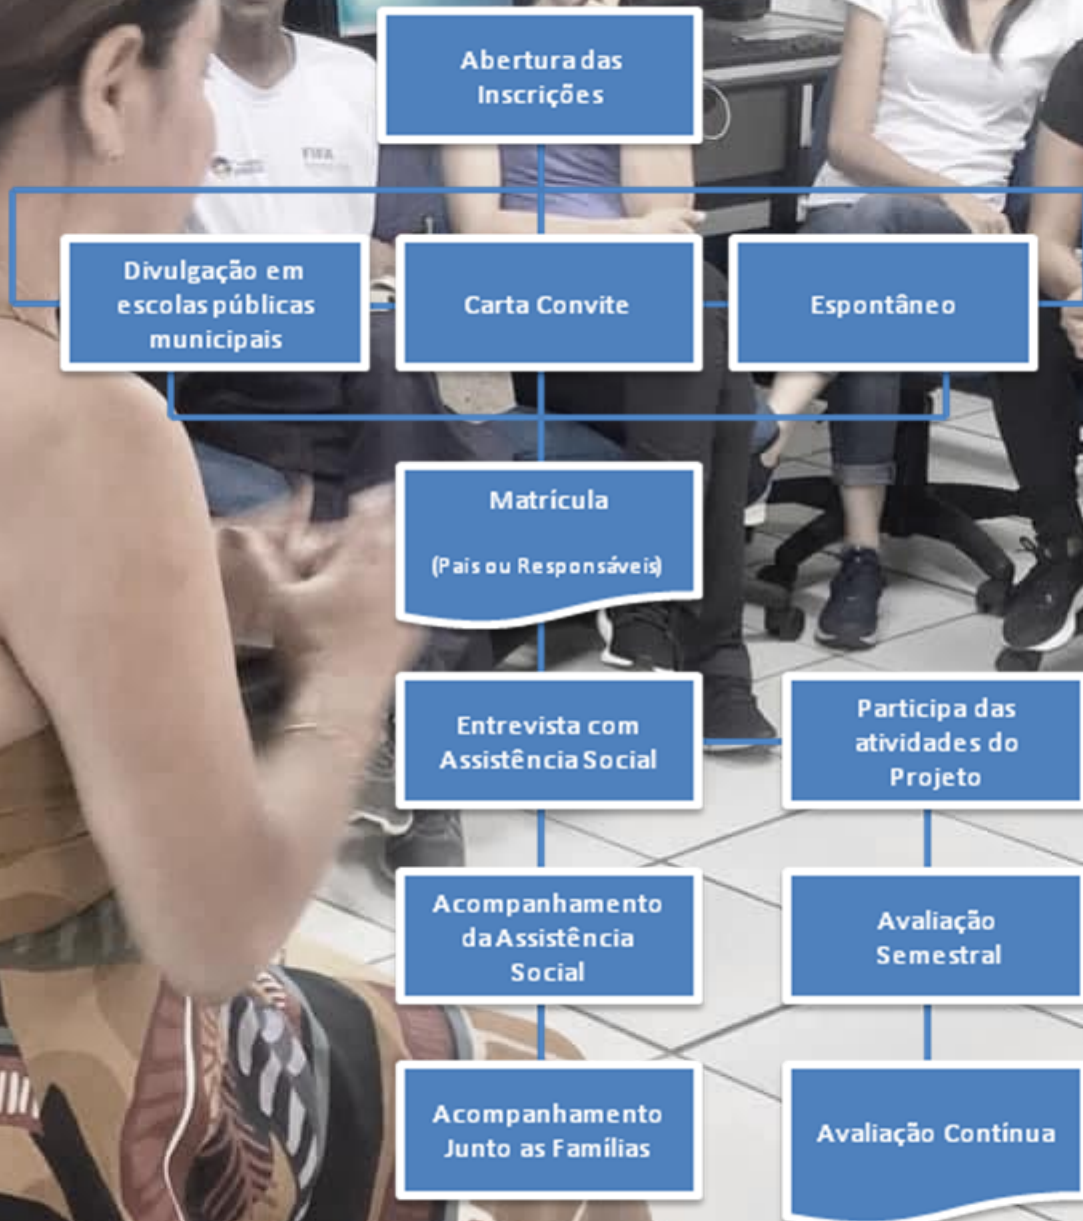 Abertura das
Inscrições
FIFA
Divulgação em
escolas públicas
municipais
Carta Convite
Espontâneo
Matrícula
(Pais ou Responsáveis)
Entrevista com
Assistência Social
Participa das
atividades do
Projeto
Acompanhamento
da Assistência
Social
Avaliação
Semestral
Acompanhamento
Junto as Famílias
Avaliação Contínua